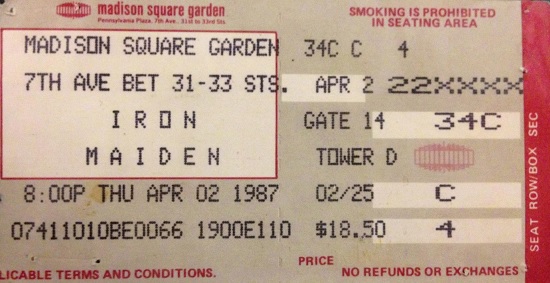 madison square garden
Pennsylvania Plaza, 7th Ave., 31st to 33rd Sts.
SMOKING IS PROHIBITED
IN SEATING AREA
MADISON SQUARE GARDEN 34C C 4
7TH AVE BET 31-33 STS. APR 2 22XXXX
IRON GATE 14 34C
MAIDEN TOWER D
8:00P THU APR 02 1987 02/25 C
07411010BE0066 1900E110 $18.50 4
PRICE
LICABLE TERMS AND CONDITIONS. NO REFUNDS OR EXCHANGES
SEAT ROW/BOX SEC